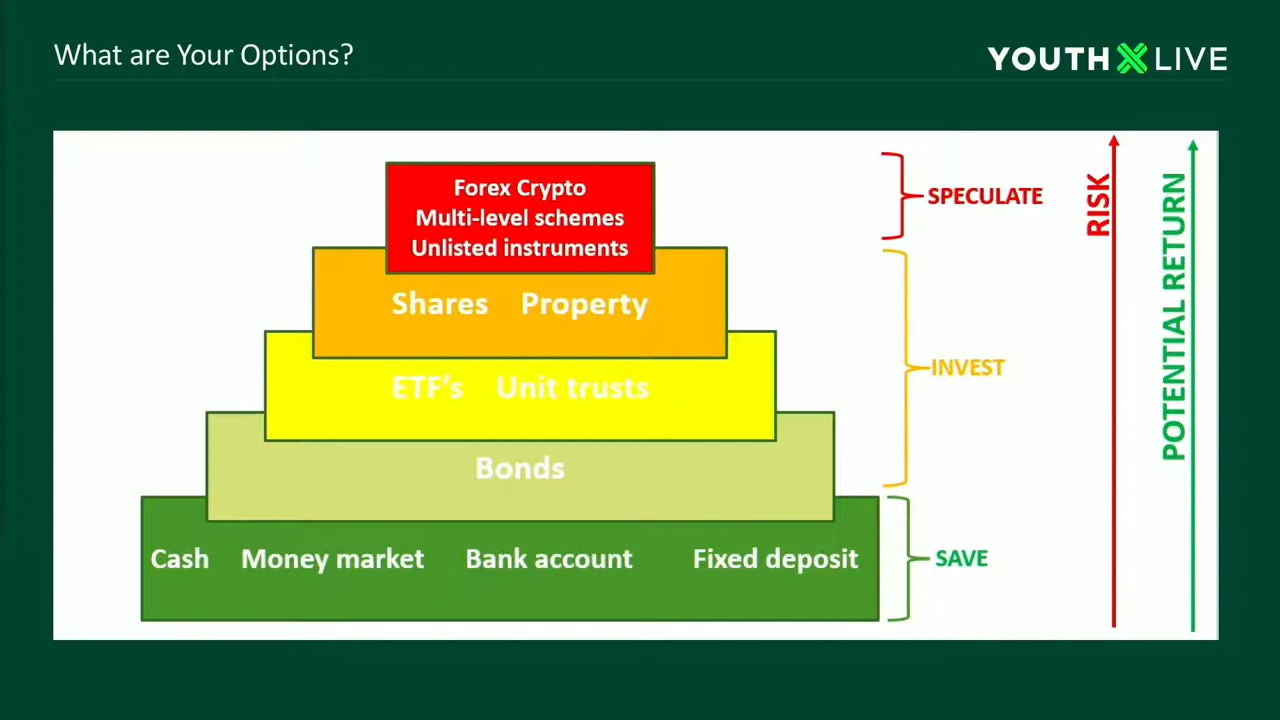 What are Your Options?
YOUTH X LIVE
Forex Crypto
Multi-level schemes
Unlisted instruments
SPECULATE
RISK
POTENTIAL RETURN
Shares Property
INVEST
ETF's Unit trusts
Bonds
Cash Money market Bank account Fixed deposit
SAVE